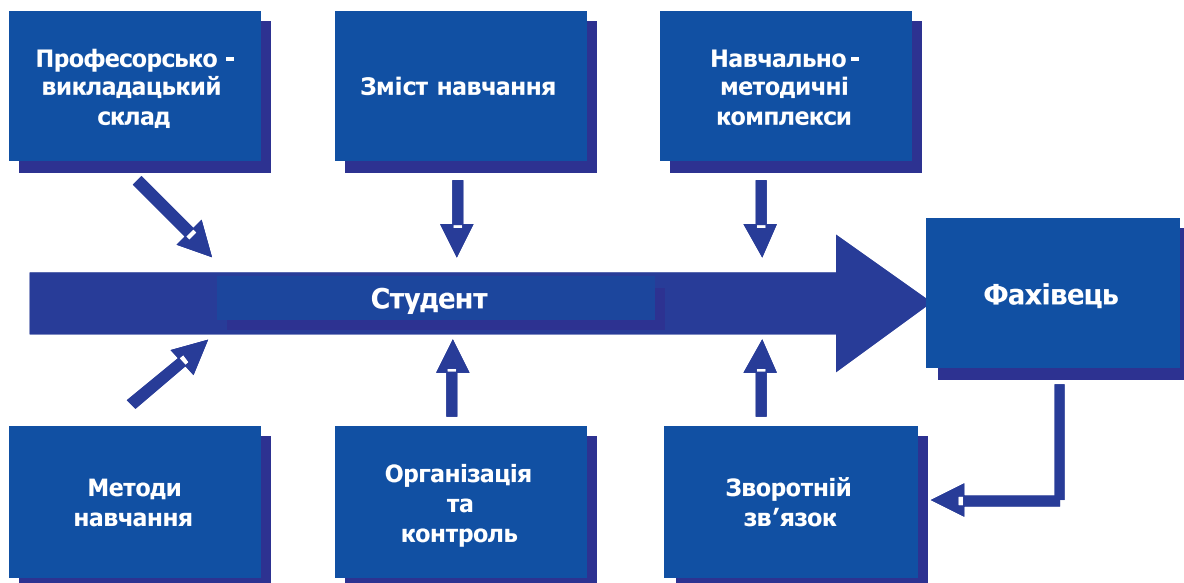 Професорсько -
викладацький
склад
Зміст навчання
Навчально -
методичні
комплекси
Студент
Фахівець
Методи
навчання
Організація
та
контроль
Зворотній
зв’язок